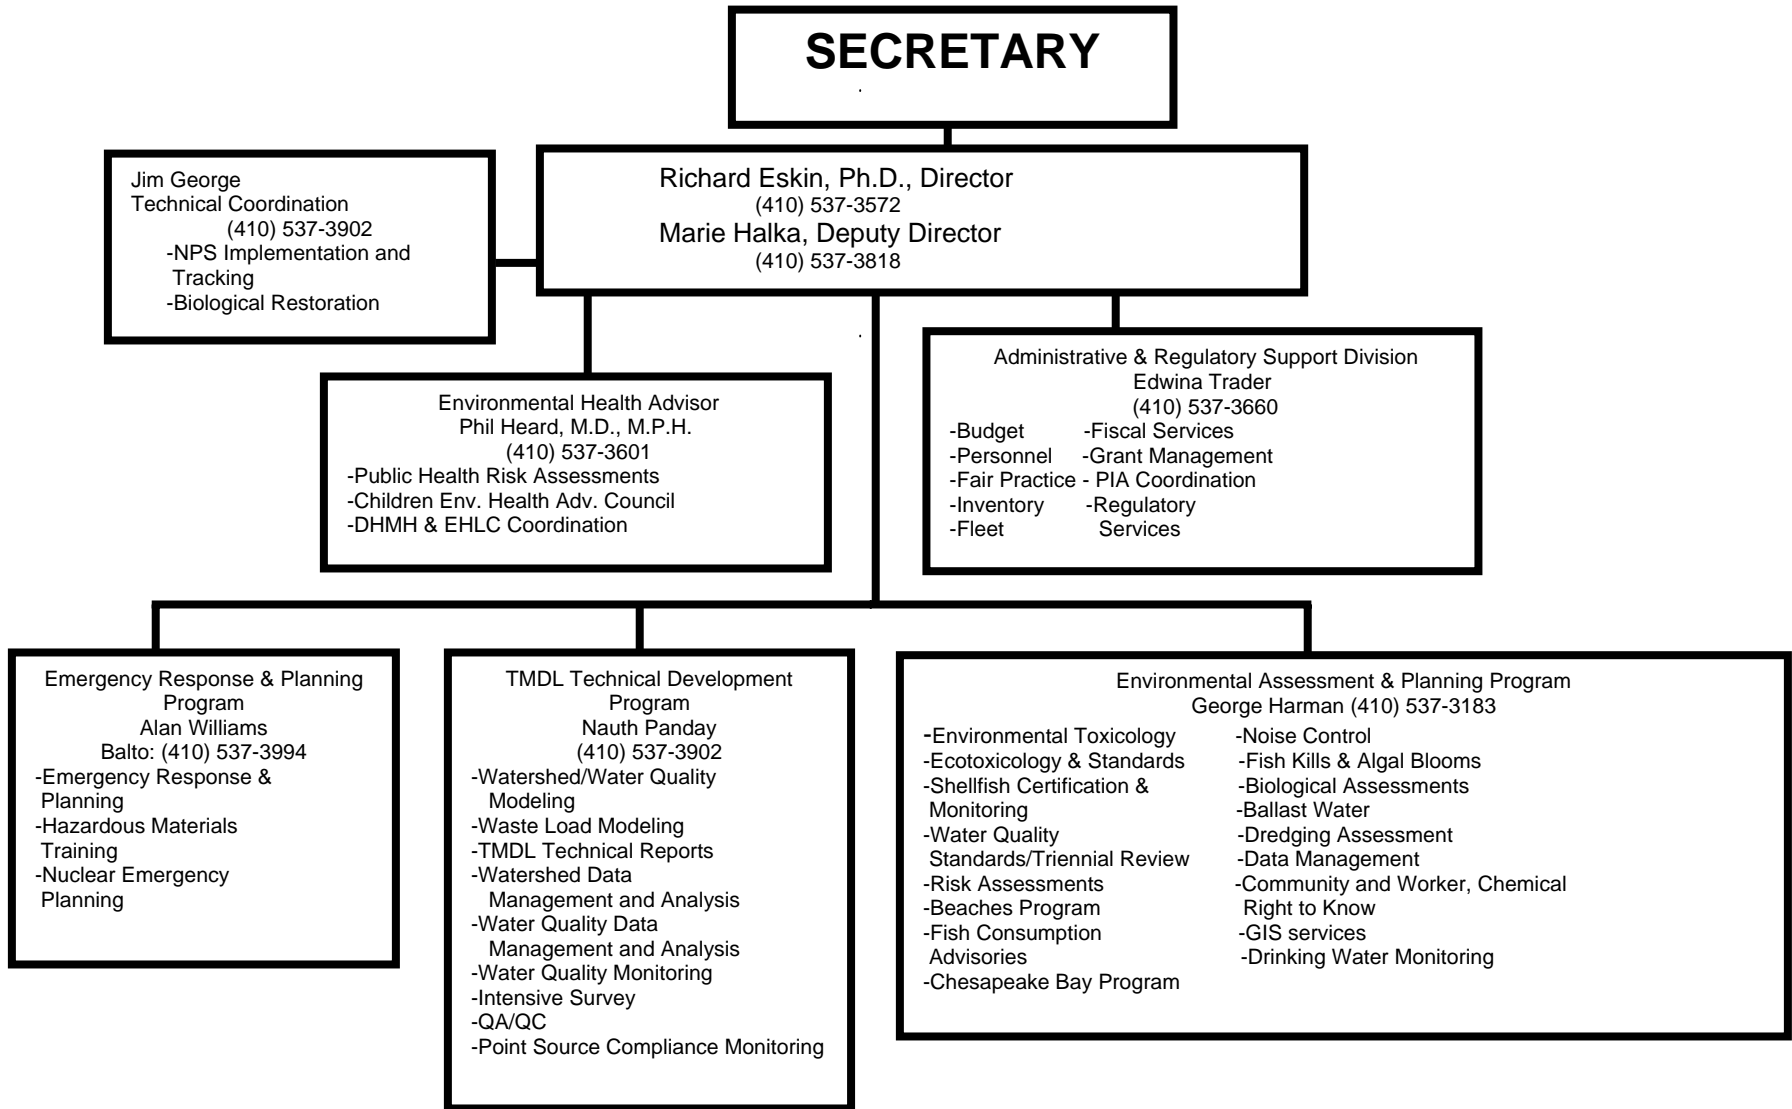 SECRETARY
Jim George
Technical Coordination
(410) 537-3902
-NPS Implementation and
Tracking
-Biological Restoration
Richard Eskin, Ph.D., Director
(410) 537-3572
Marie Halka, Deputy Director
(410) 537-3818
Environmental Health Advisor
Phil Heard, M.D., M.P.H.
(410) 537-3601
-Public Health Risk Assessments
-Children Env. Health Adv. Council
-DHMH & EHLC Coordination
Administrative & Regulatory Support Division
Edwina Trader
(410) 537-3660
-Budget -Fiscal Services
-Personnel -Grant Management
-Fair Practice - PIA Coordination
-Inventory -Regulatory
-Fleet Services
Emergency Response & Planning
Program
Alan Williams
Balto: (410) 537-3994
-Emergency Response &
Planning
-Hazardous Materials
Training
-Nuclear Emergency
Planning
TMDL Technical Development
Program
Nauth Panday
(410) 537-3902
-Watershed/Water Quality
Modeling
-Waste Load Modeling
-TMDL Technical Reports
-Watershed Data
Management and Analysis
-Water Quality Data
Management and Analysis
-Water Quality Monitoring
-Intensive Survey
-QA/QC
-Point Source Compliance Monitoring
Environmental Assessment & Planning Program
George Harman (410) 537-3183
-Environmental Toxicology
-Ecotoxicology & Standards
-Shellfish Certification &
Monitoring
-Water Quality
Standards/Triennial Review
-Risk Assessments
-Beaches Program
-Fish Consumption
Advisories
-Chesapeake Bay Program
-Noise Control
-Fish Kills & Algal Blooms
-Biological Assessments
-Ballast Water
-Dredging Assessment
-Data Management
-Community and Worker, Chemical
Right to Know
-GIS services
-Drinking Water Monitoring